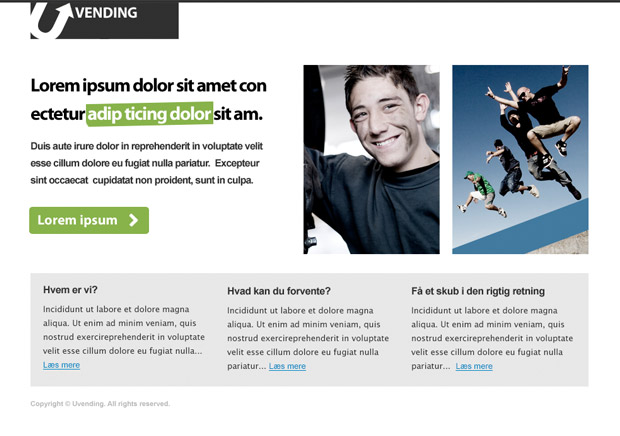 UVENDING
Lorem ipsum dolor sit amet con
ectetur adip ticing dolor sit am.
Duis aute irure dolor in reprehenderit in voluptate velit
esse cillum dolore eu fugiat nulla pariatur. Excepteur
sint occaecat cupidatat non proident, sunt in culpa.
Lorem ipsum
Hvem er vi?
Incididunt ut labore et dolore magna
aliqua. Ut enim ad minim veniam, quis
nostrud exercireprehenderit in voluptate
velit esse cillum dolore eu fugiat nulla...
Læs mere
Hvad kan du forvente?
Incididunt ut labore et dolore magna
aliqua. Ut enim ad minim veniam, quis
nostrud exercireprehenderit in voluptate
velit esse cillum dolore eu fugiat nulla
pariatur... Læs mere
Få et skub i den rigtig retning
Incididunt ut labore et dolore magna
aliqua. Ut enim ad minim veniam, quis
nostrud exercireprehenderit in voluptate
velit esse cillum dolore eu fugiat nulla
pariatur... Læs mere
Copyright © Uvending. All rights reserved.